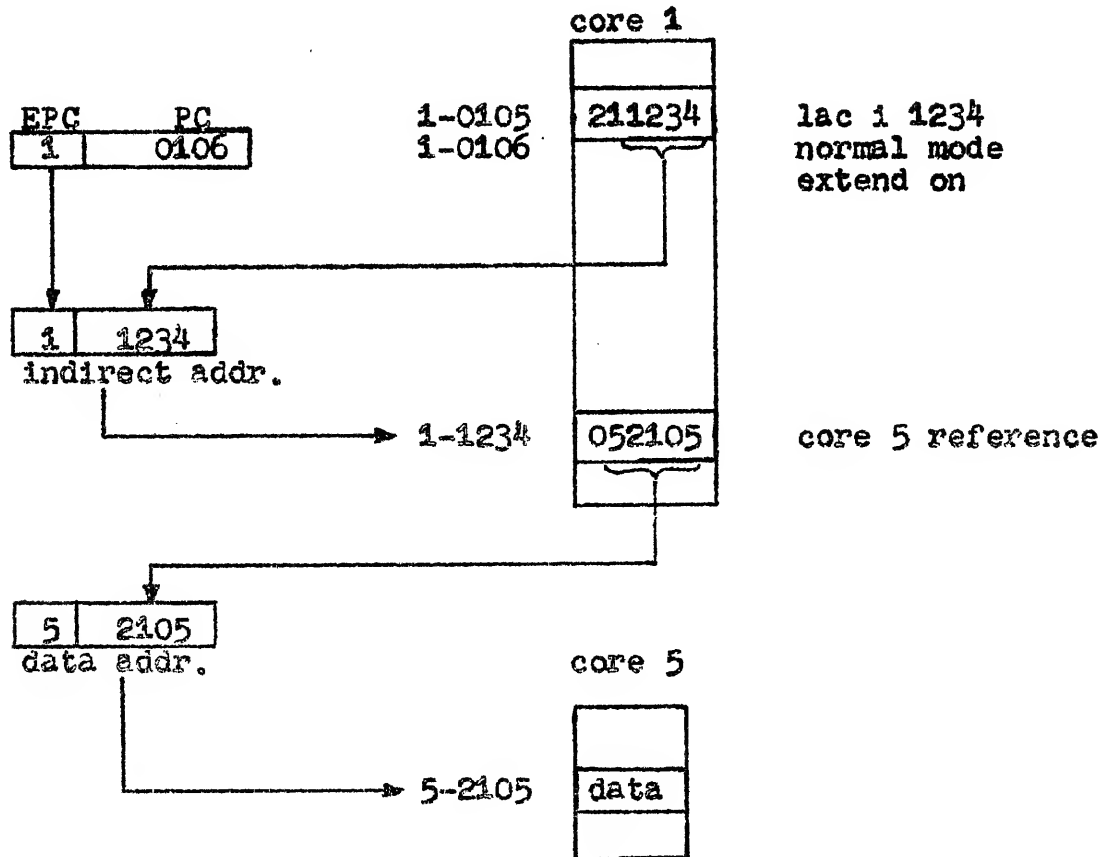 core 1
EPC PC
1 0106
1-0105 211234 lac i 1234
1-0106 normal mode
extend on
1 1234
indirect addr.
1-1234 052105 core 5 reference
5 2105
data addr.
core 5
5-2105 data